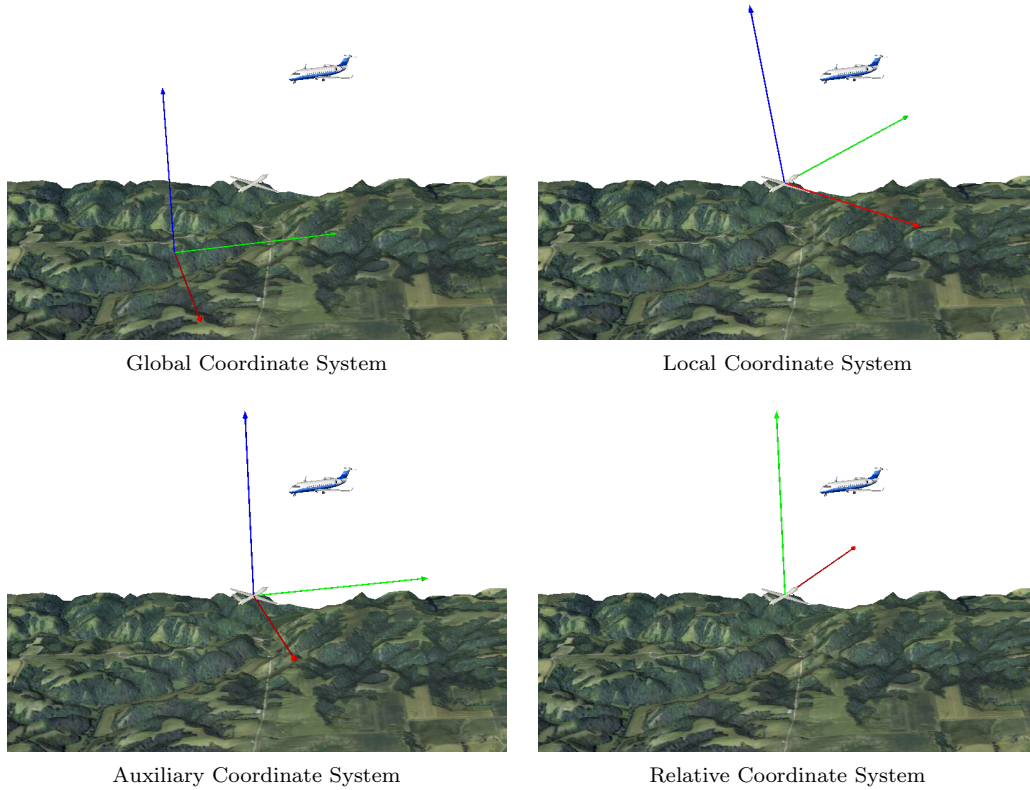 Global Coordinate System
Local Coordinate System
Auxiliary Coordinate System
Relative Coordinate System